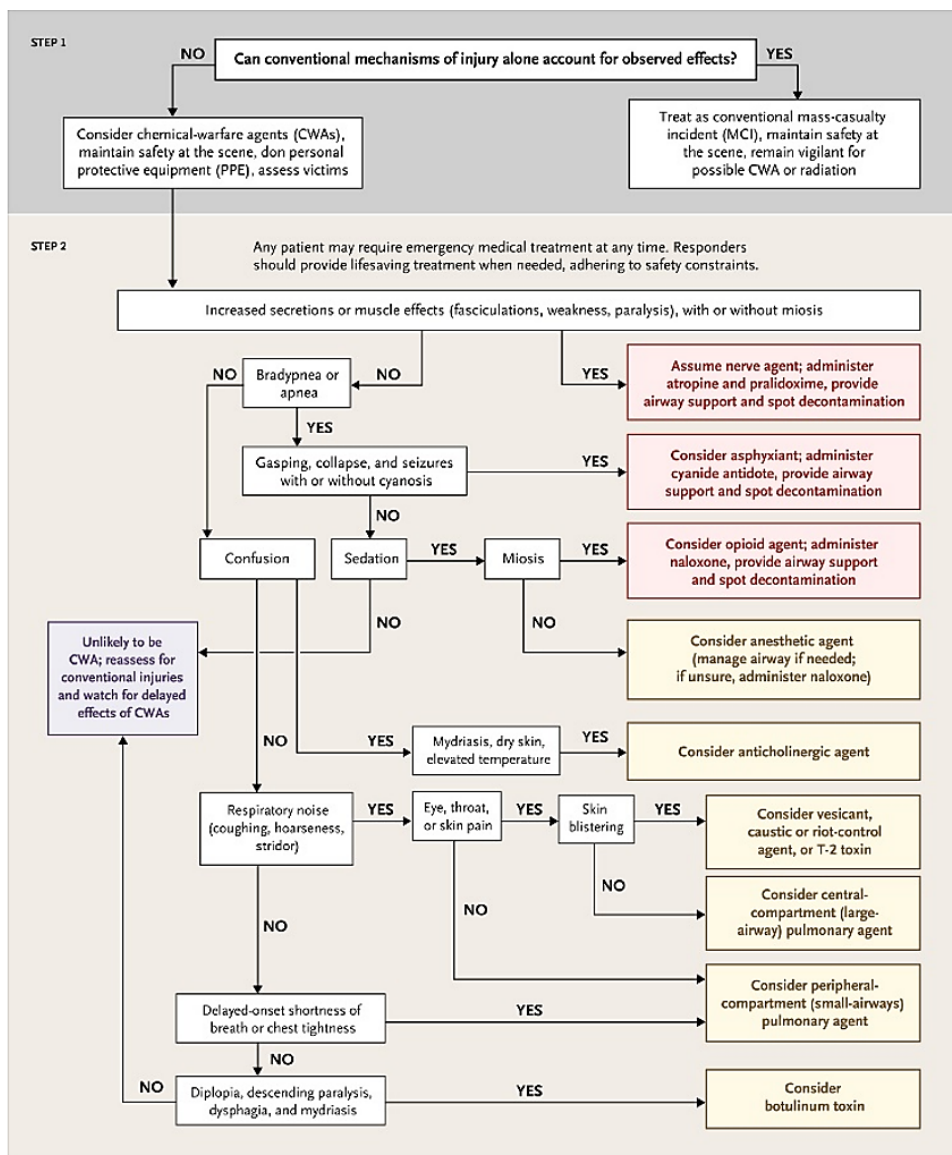 STEP 1
NO
Can conventional mechanisms of injury alone account for observed effects?
YES
Consider chemical-warfare agents (CWAs),
maintain safety at the scene, don personal
protective equipment (PPE), assess victims
Treat as conventional mass-casualty
incident (MCI), maintain safety at
the scene, remain vigilant for
possible CWA or radiation
STEP 2
Any patient may require emergency medical treatment at any time. Responders
should provide lifesaving treatment when needed, adhering to safety constraints.
Increased secretions or muscle effects (fasciculations, weakness, paralysis), with or without miosis
NO
Bradypnea or
apnea
NO
YES
Assume nerve agent; administer
atropine and pralidoxime, provide
airway support and spot decontamination
YES
Gasping, collapse, and seizures
with or without cyanosis
YES
Consider asphyxiant; administer
cyanide antidote, provide airway
support and spot decontamination
NO
Confusion
Sedation
YES
Miosis
YES
Consider opioid agent; administer
naloxone, provide airway support
and spot decontamination
NO
NO
Unlikely to be
CWA; reassess for
conventional injuries
and watch for delayed
effects of CWAs
Consider anesthetic agent
(manage airway if needed;
if unsure, administer naloxone)
NO
YES
Mydriasis, dry skin,
elevated temperature
YES
Consider anticholinergic agent
Respiratory noise
(coughing, hoarseness,
stridor)
YES
Eye, throat,
or skin pain
YES
Skin
blistering
YES
Consider vesicant,
caustic or riot-control
agent, or T-2 toxin
NO
NO
NO
Consider central-
compartment (large-
airway) pulmonary agent
Delayed-onset shortness of
breath or chest tightness
YES
Consider peripheral-
compartment (small-airways)
pulmonary agent
NO
NO
Diplopia, descending paralysis,
dysphagia, and mydriasis
YES
Consider
botulinum toxin